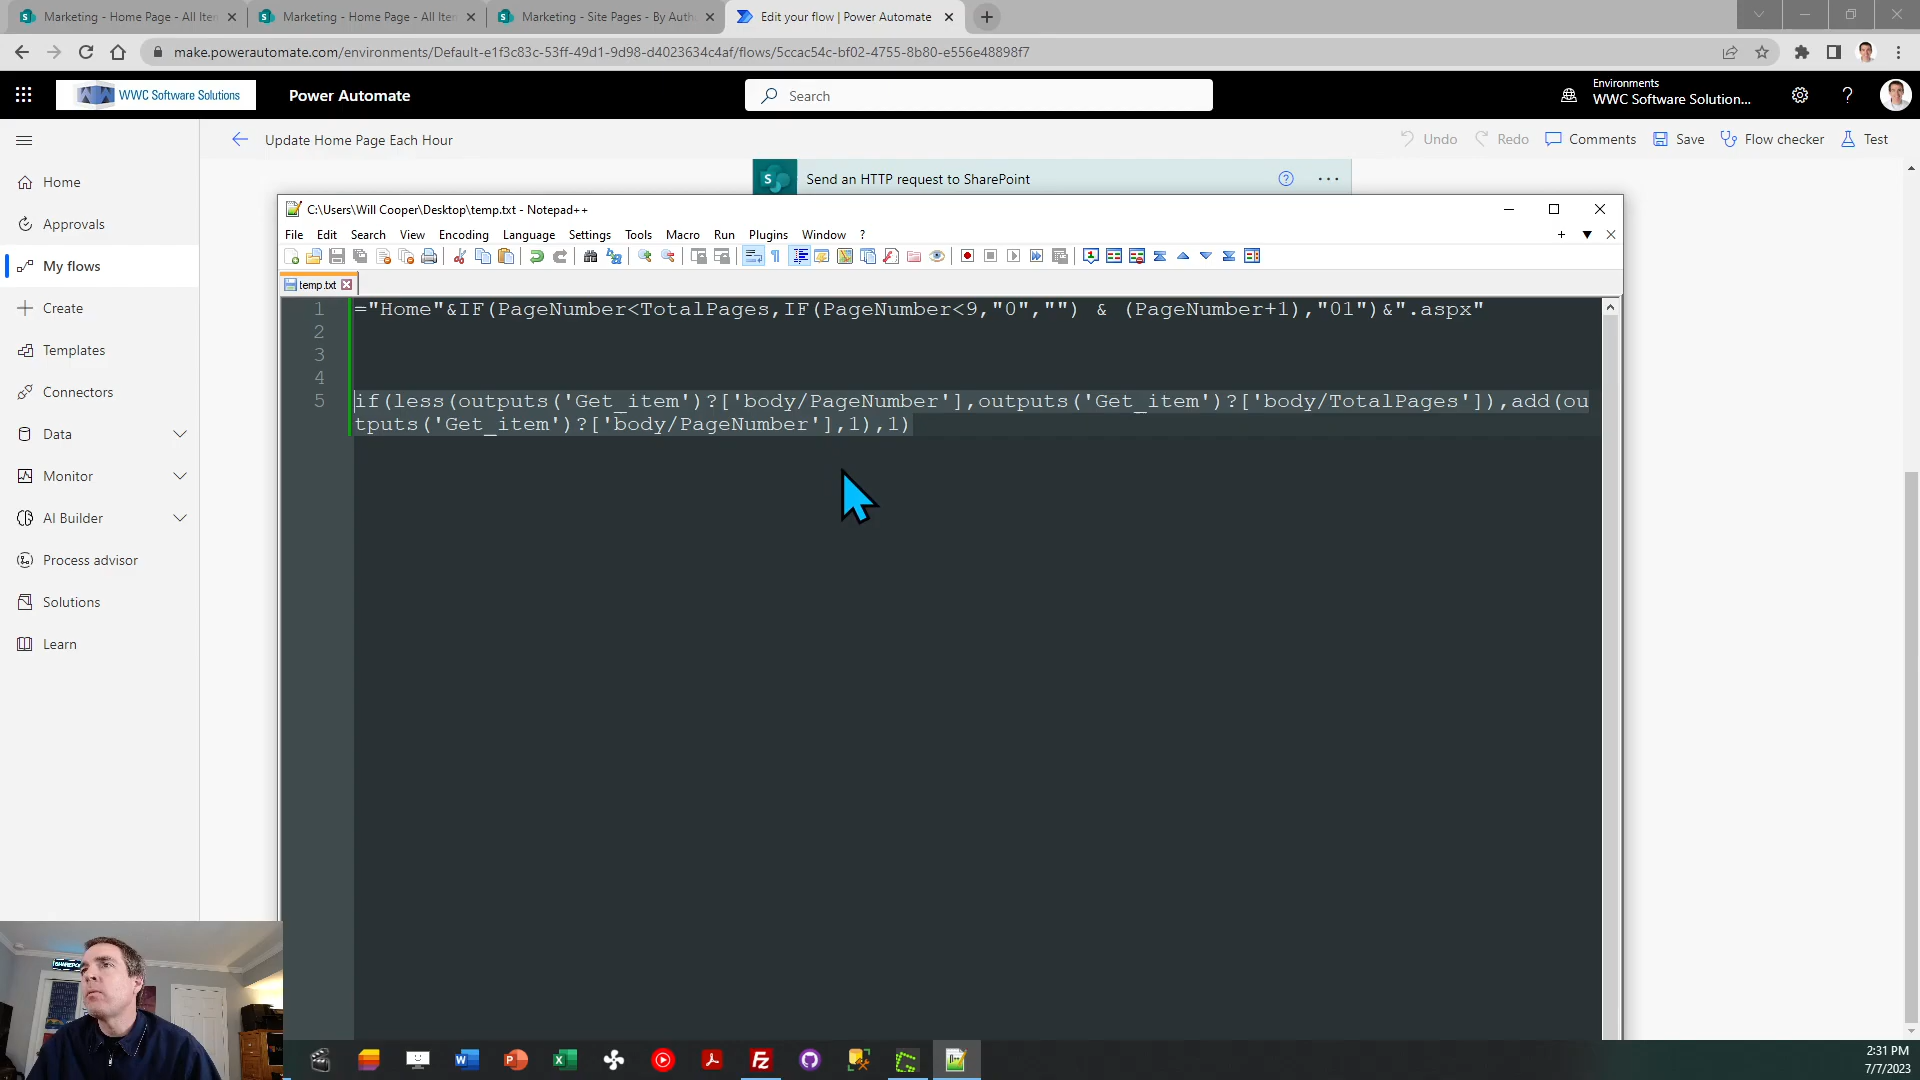 Marketing - Home Page - All Iten
Marketing - Home Page - All Iten
Marketing - Site Pages - By Auth
Edit your flow | Power Automate
make.powerautomate.com/environments/Default-e1f3c83c-53ff-49d1-9d98-d4023634c4af/flows/5ccac54c-bf02-4755-8b80-e556e48898f7
WWC Software Solutions
Power Automate
Search
Environments
WWC Software Solution...
Update Home Page Each Hour
Undo
Redo
Comments
Save
Flow checker
Test
Home
Approvals
My flows
Create
Templates
Connectors
Data
Monitor
AI Builder
Process advisor
Solutions
Learn
Send an HTTP request to SharePoint
C:\Users\Will Cooper\Desktop\temp.txt - Notepad++
File Edit Search View Encoding Language Settings Tools Macro Run Plugins Window ?
temp.txt
1 ="Home"&IF(PageNumber<TotalPages,IF(PageNumber<9,"0","") & (PageNumber+1),"01")&".aspx"
2
3
4
5 if(less(outputs('Get_item')?['body/PageNumber'],outputs('Get_item')?['body/TotalPages']),add(ou
tputs('Get_item')?['body/PageNumber'],1),1)
2:31 PM
7/7/2023